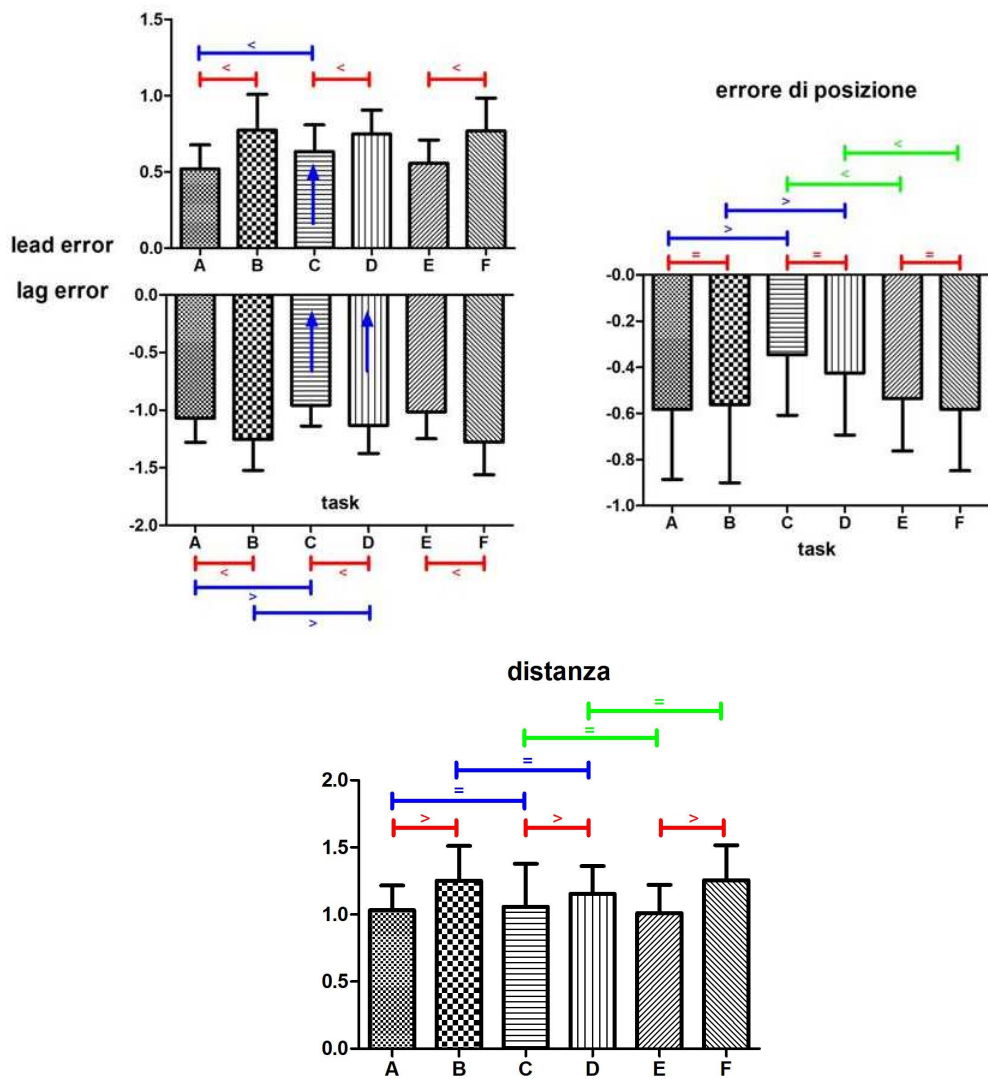 1.5
<
< < <
1.0
0.5
0.0
lead error
A B C D E F
lag error
0.0
-0.5
-1.0
-1.5
-2.0
task
A B C D E F
< < <
>
>
errore di posizione
<
<
>
>
= = =
-0.0
-0.2
-0.4
-0.6
-0.8
-1.0
A B C D E F
task
distanza
=
=
=
=
> > >
2.0
1.5
1.0
0.5
0.0
A B C D E F